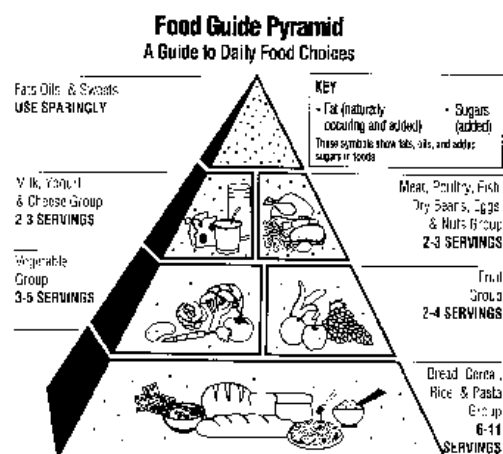 Food Guide Pyramid
A Guide to Daily Food Choices
Fats Oils & Sweets
USE SPARINGLY
KEY
Fat (naturally
occuring and added)
Sugars
(added)
These symbols show fats, oils, and added
sugars in foods
Milk, Yogurt
& Cheese Group
2-3 SERVINGS
Meat, Poultry, Fish
Dry Beans, Eggs
& Nuts Group
2-3 SERVINGS
Vegetable
Group
3-5 SERVINGS
Fruit
Group
2-4 SERVINGS
Bread, Cereal,
Rice & Pasta
Group
6-11
SERVINGS